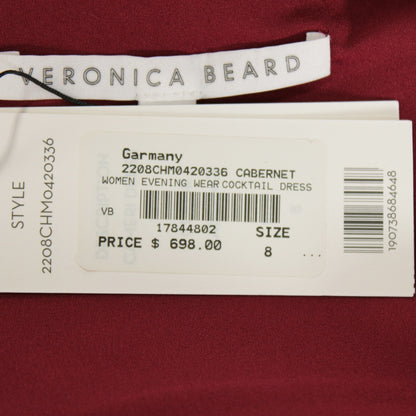 VERONICA BEARD
STYLE
2208CHM0420336
Garmany
2208CHM0420336 CABERNET
WOMEN EVENING WEAR COCKTAIL DRESS
VB
17844802
SIZE
PRICE $ 698.00
8 ...
190738684648